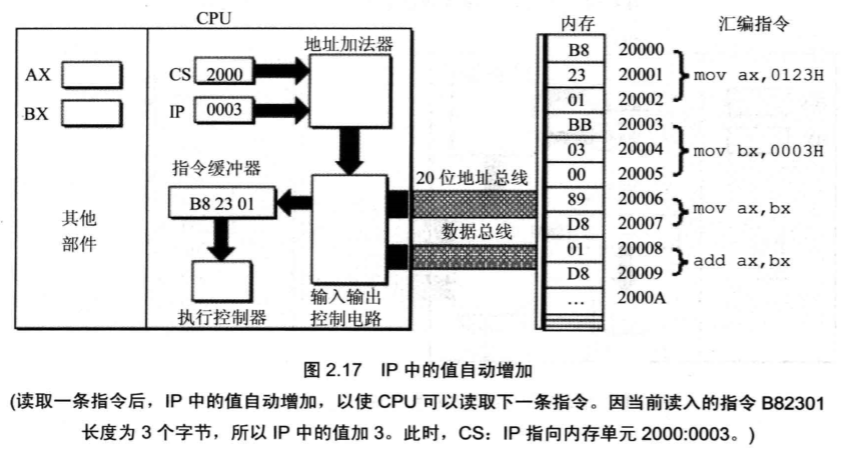 CPU
内存
汇编指令
地址加法器
AX
BX
CS 2000
IP 0003
指令缓冲器
B8 23 01
其他
部件
执行控制器
输入输出
控制电路
20 位地址总线
数据总线
B8 20000
23 20001 mov ax,0123H
01 20002
BB 20003
03 20004 mov bx,0003H
00 20005
89 20006
D8 20007
mov ax,bx
01 20008
D8 20009
add ax,bx
… 2000A
图 2.17 IP 中的值自动增加
(读取一条指令后，IP 中的值自动增加，以使 CPU 可以读取下一条指令。因当前读入的指令 B82301
长度为 3 个字节，所以 IP 中的值加 3。此时，CS：IP 指向内存单元 2000:0003。)